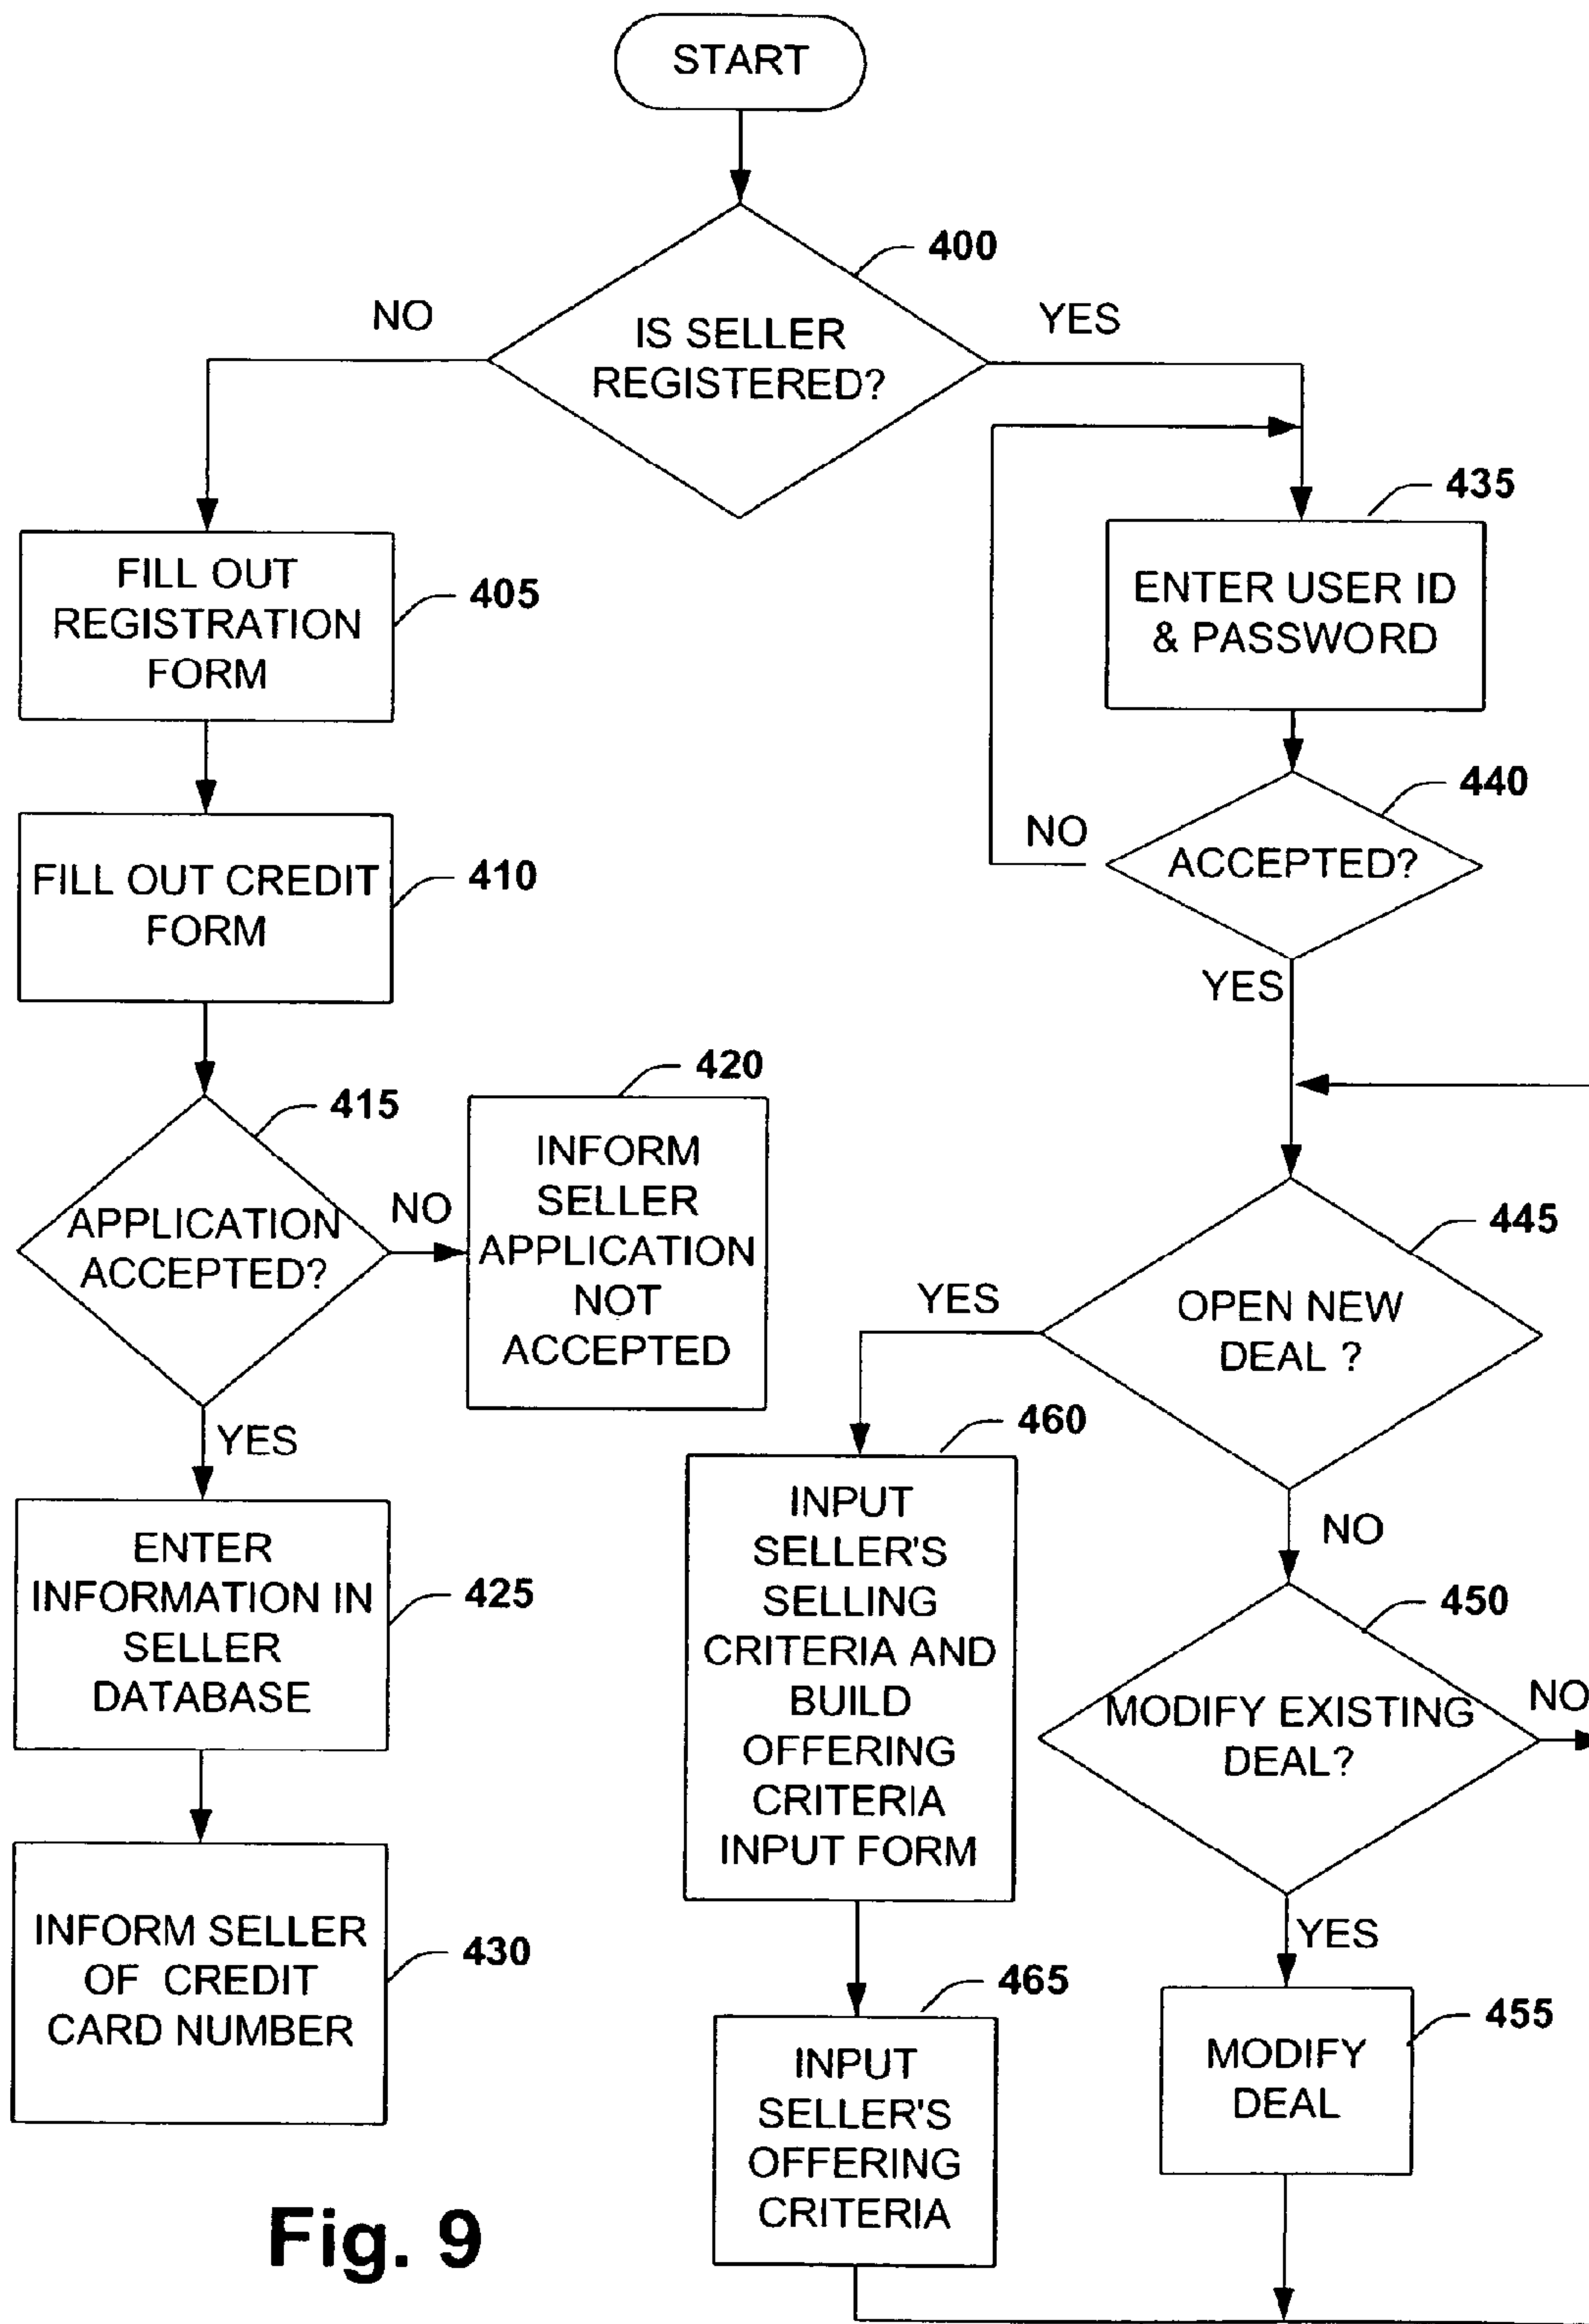 START
400
NO
YES
IS SELLER
REGISTERED?
435
FILL OUT
REGISTRATION
FORM
405
ENTER USER ID
& PASSWORD
440
NO
ACCEPTED?
FILL OUT CREDIT
FORM
410
YES
420
415
INFORM
SELLER
APPLICATION
NOT
ACCEPTED
APPLICATION
ACCEPTED?
NO
445
YES
OPEN NEW
DEAL ?
460
YES
INPUT
SELLER'S
SELLING
CRITERIA AND
BUILD
OFFERING
CRITERIA
INPUT FORM
NO
ENTER
INFORMATION IN
SELLER
DATABASE
425
450
MODIFY EXISTING
DEAL?
NO
INFORM SELLER
OF CREDIT
CARD NUMBER
430
YES
465
455
MODIFY
DEAL
INPUT
SELLER'S
OFFERING
CRITERIA
Fig. 9